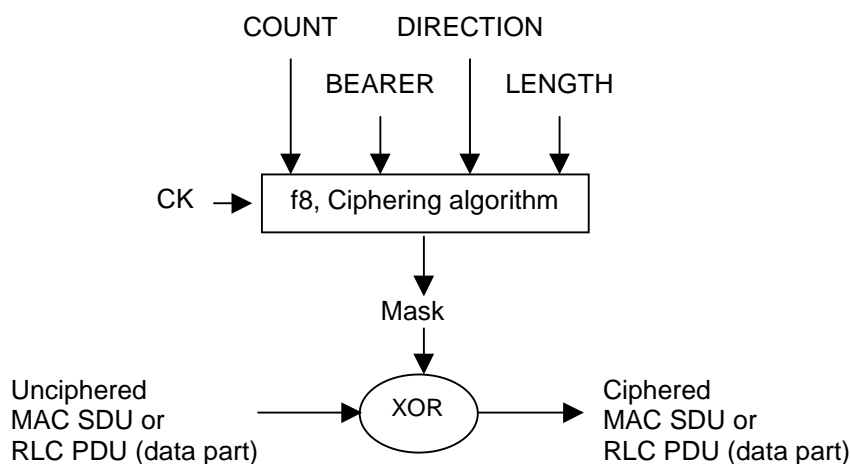 COUNT DIRECTION
BEARER LENGTH
CK f8, Ciphering algorithm
Mask
Unciphered
MAC SDU or
RLC PDU (data part)
XOR
Ciphered
MAC SDU or
RLC PDU (data part)